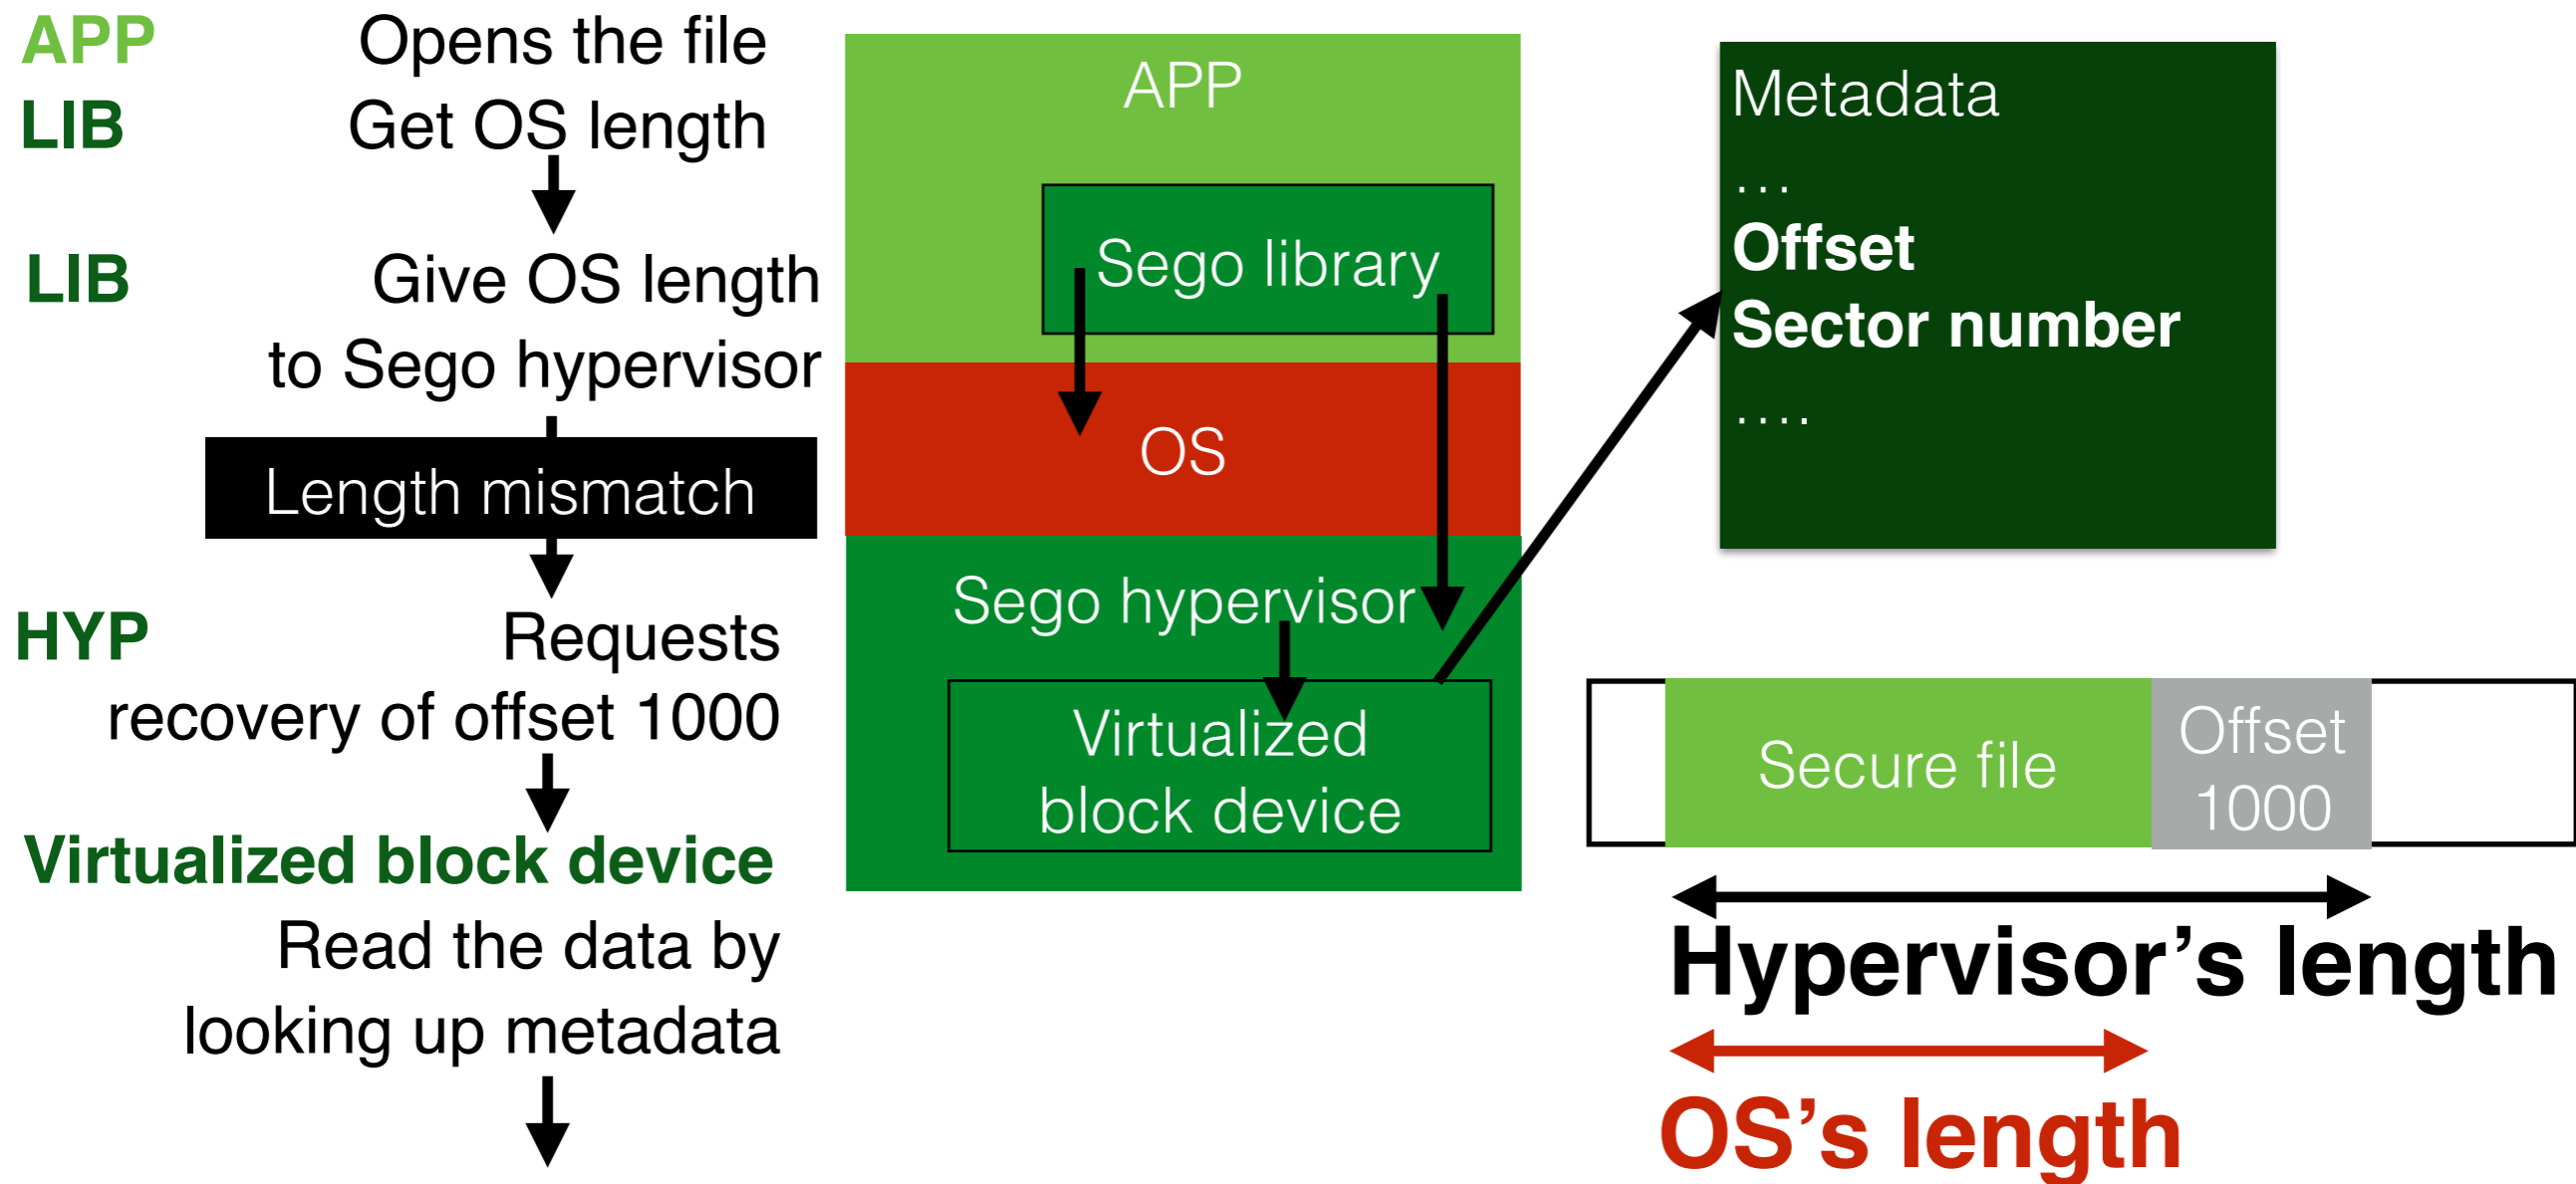 APP Opens the file
LIB Get OS length
LIB Give OS length
to Sego hypervisor
Length mismatch
HYP Requests
recovery of offset 1000
Virtualized block device
Read the data by
looking up metadata
APP
Sego library
OS
Sego hypervisor
Virtualized
block device
Metadata
...
Offset
Sector number
....
Secure file
Offset
1000
Hypervisor’s length
OS’s length